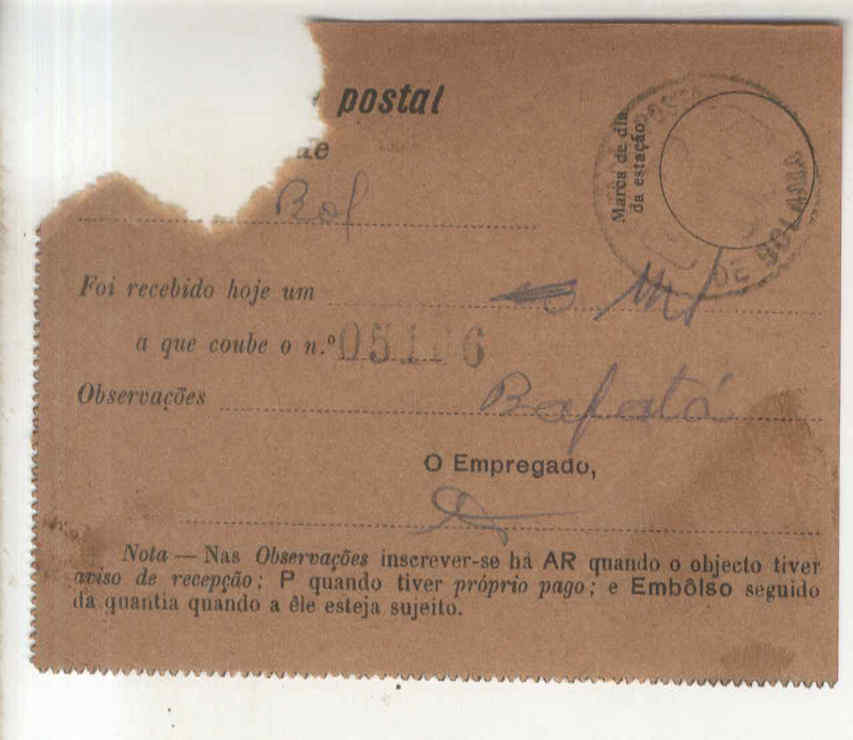 postal
Bol
Marca de dia
da estação
DE BOLAMA
Foi recebido hoje um
a que coube o n.º
Observações Bafatá
O Empregado,
Nota — Nas Observações inscrever-se há AR quando o objecto tiver
aviso de recepção; P quando tiver próprio pago; e Embôlso seguido
da quantia quando a êle esteja sujeito.